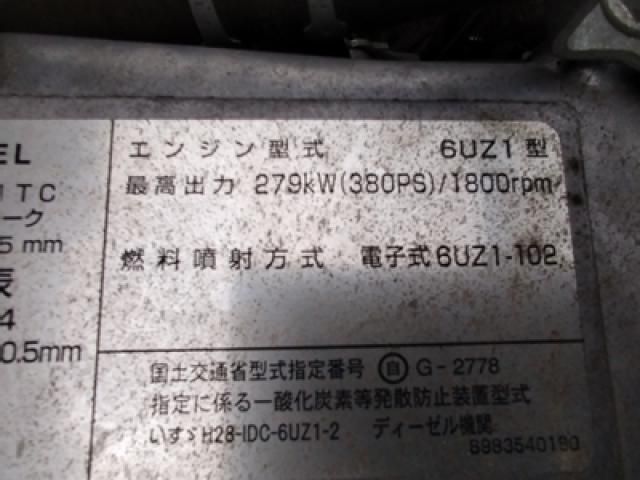 EL
エンジン型式 6UZ1型
最高出力 279kW(380PS)/1800rpm
TC
ーク
5mm
燃料噴射方式 電子式6UZ1-102
表
4
0.5mm
国土交通省型式指定番号 自 G-2778
指定に係る一酸化炭素等発散防止装置型式
いすゞH28-IDC-6UZ1-2 ディーゼル機関
8983540180